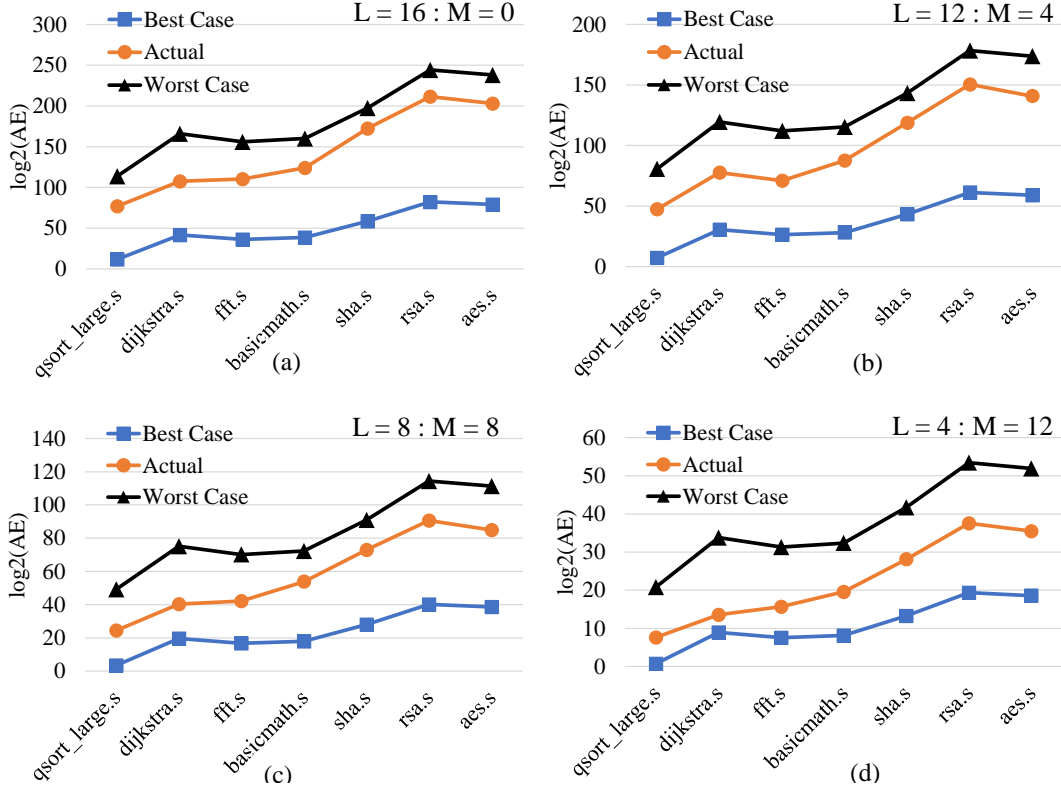 L = 16 : M = 0
Best Case
Actual
Worst Case
log2(AE)
300
250
200
150
100
50
0
qsort_large.s
dijkstra.s
fft.s
basicmath.s
sha.s
rsa.s
aes.s
(a)
L = 12 : M = 4
Best Case
Actual
Worst Case
log2(AE)
200
150
100
50
0
qsort_large.s
dijkstra.s
fft.s
basicmath.s
sha.s
rsa.s
aes.s
(b)
L = 8 : M = 8
Best Case
Actual
Worst Case
log2(AE)
140
120
100
80
60
40
20
0
qsort_large.s
dijkstra.s
fft.s
basicmath.s
sha.s
rsa.s
aes.s
(c)
L = 4 : M = 12
Best Case
Actual
Worst Case
log2(AE)
60
50
40
30
20
10
0
qsort_large.s
dijkstra.s
fft.s
basicmath.s
sha.s
rsa.s
aes.s
(d)